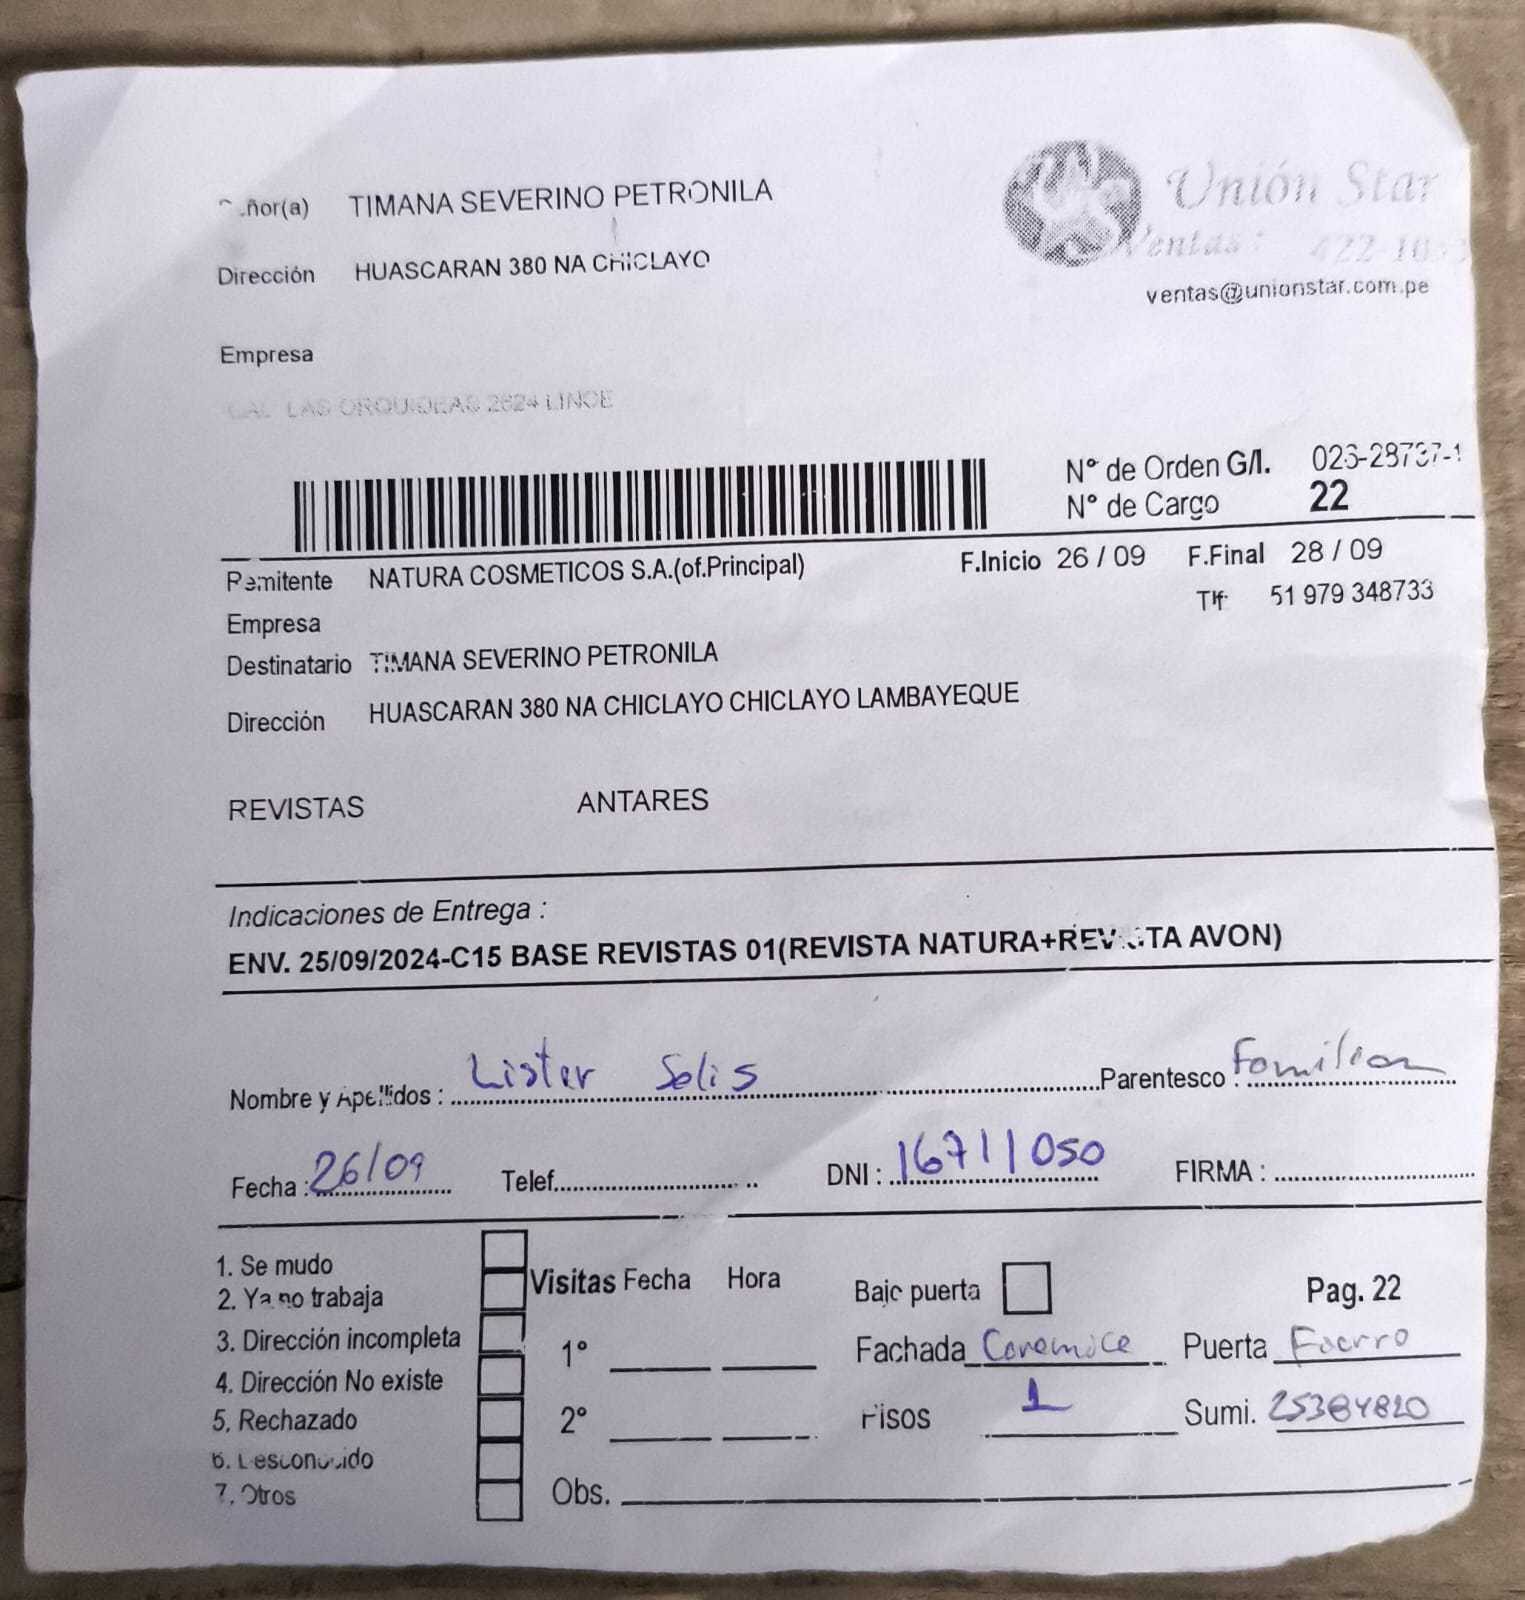 TIMANA SEVERINO PETRONILA
Unión Star
Dirección HUASCARAN 380 NA CHICLAYO
Ventas :
ventas@unionstar.com.pe
Empresa
CAL LAS ORQUIDEAS 2624 LINCE
N° de Orden G/I.
N° de Cargo 22
Remitente NATURA COSMETICOS S.A.(of.Principal) F.Inicio 26 / 09 F.Final 28 / 09
Empresa Tlf: 51 979 348733
Destinatario TIMANA SEVERINO PETRONILA
Dirección HUASCARAN 380 NA CHICLAYO CHICLAYO LAMBAYEQUE
REVISTAS ANTARES
Indicaciones de Entrega :
ENV. 25/09/2024-C15 BASE REVISTAS 01(REVISTA NATURA+REVISTA AVON)
Nombre y Apellidos : Lister Solis Parentesco : Familiar
Fecha : 26/09 Telef. DNI : 16711050 FIRMA :
1. Se mudo
2. Ya no trabaja
3. Dirección incompleta
4. Dirección No existe
5. Rechazado
6. Desconocido
7. Otros
Visitas Fecha Hora
1°
2°
Obs.
Bajo puerta Pag. 22
Fachada Ceramica Puerta Fierro
Pisos 1 Sumi. 25384820